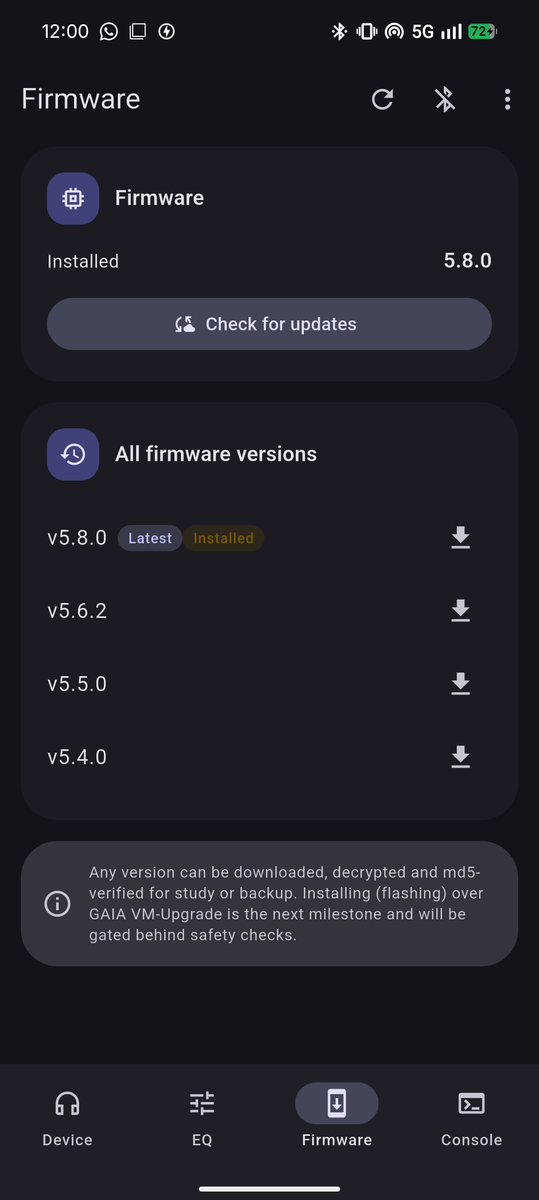 12:00
5G
72
Firmware
Firmware
Installed 5.8.0
Check for updates
All firmware versions
v5.8.0 Latest Installed
v5.6.2
v5.5.0
v5.4.0
Any version can be downloaded, decrypted and md5-
verified for study or backup. Installing (flashing) over
GAIA VM-Upgrade is the next milestone and will be
gated behind safety checks.
Device EQ Firmware Console